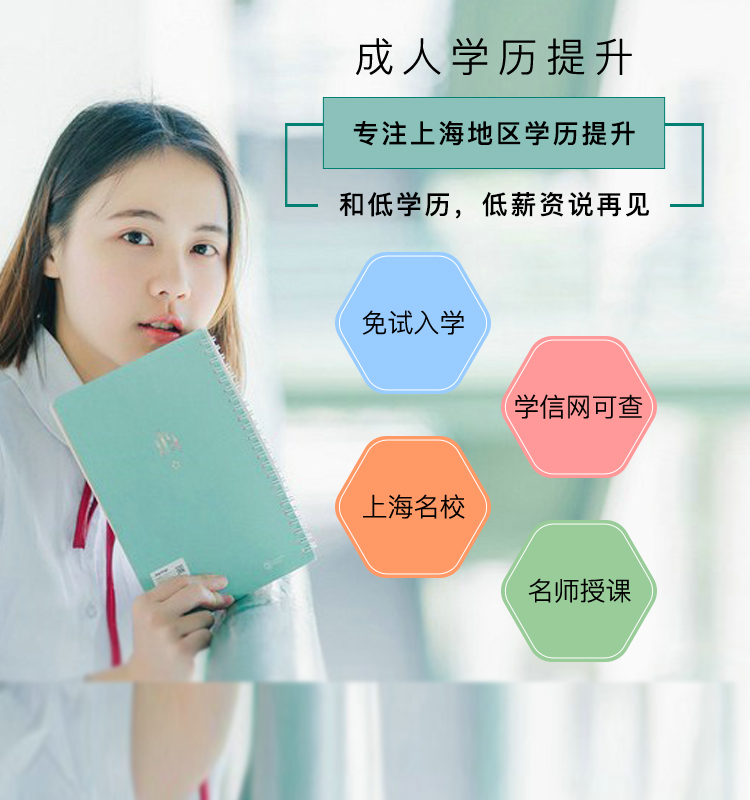 成人学历提升
专注上海地区学历提升
和低学历，低薪资说再见
免试入学
学信网可查
上海名校
名师授课